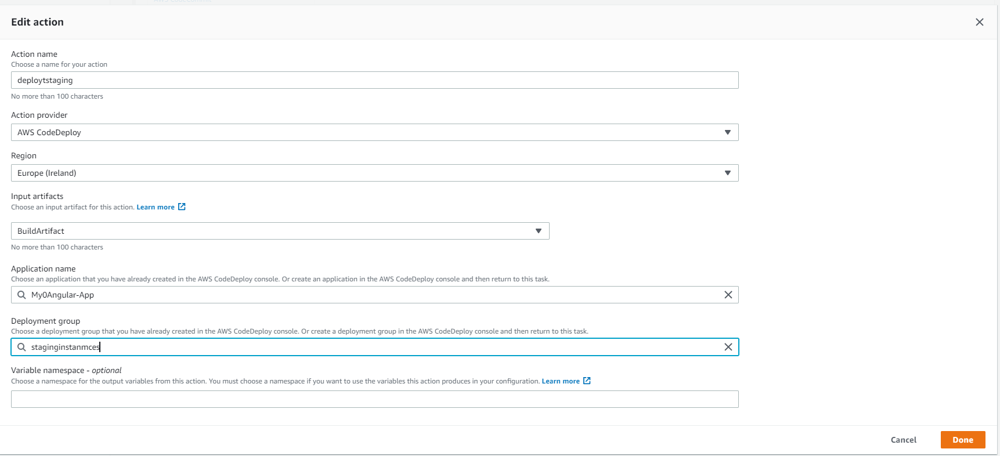 Edit action
Action name
Choose a name for your action
deploytstaging
No more than 100 characters
Action provider
AWS CodeDeploy
Region
Europe (Ireland)
Input artifacts
Choose an input artifact for this action. Learn more
BuildArtifact
No more than 100 characters
Application name
Choose an application that you have already created in the AWS CodeDeploy console. Or create an application in the AWS CodeDeploy console and then return to this task.
My0Angular-App
Deployment group
Choose a deployment group that you have already created in the AWS CodeDeploy console. Or create a deployment group in the AWS CodeDeploy console and then return to this task.
staginginstanmces
Variable namespace - optional
Choose a namespace for the output variables from this action. You must choose a namespace if you want to use the variables this action produces in your configuration. Learn more
Cancel
Done